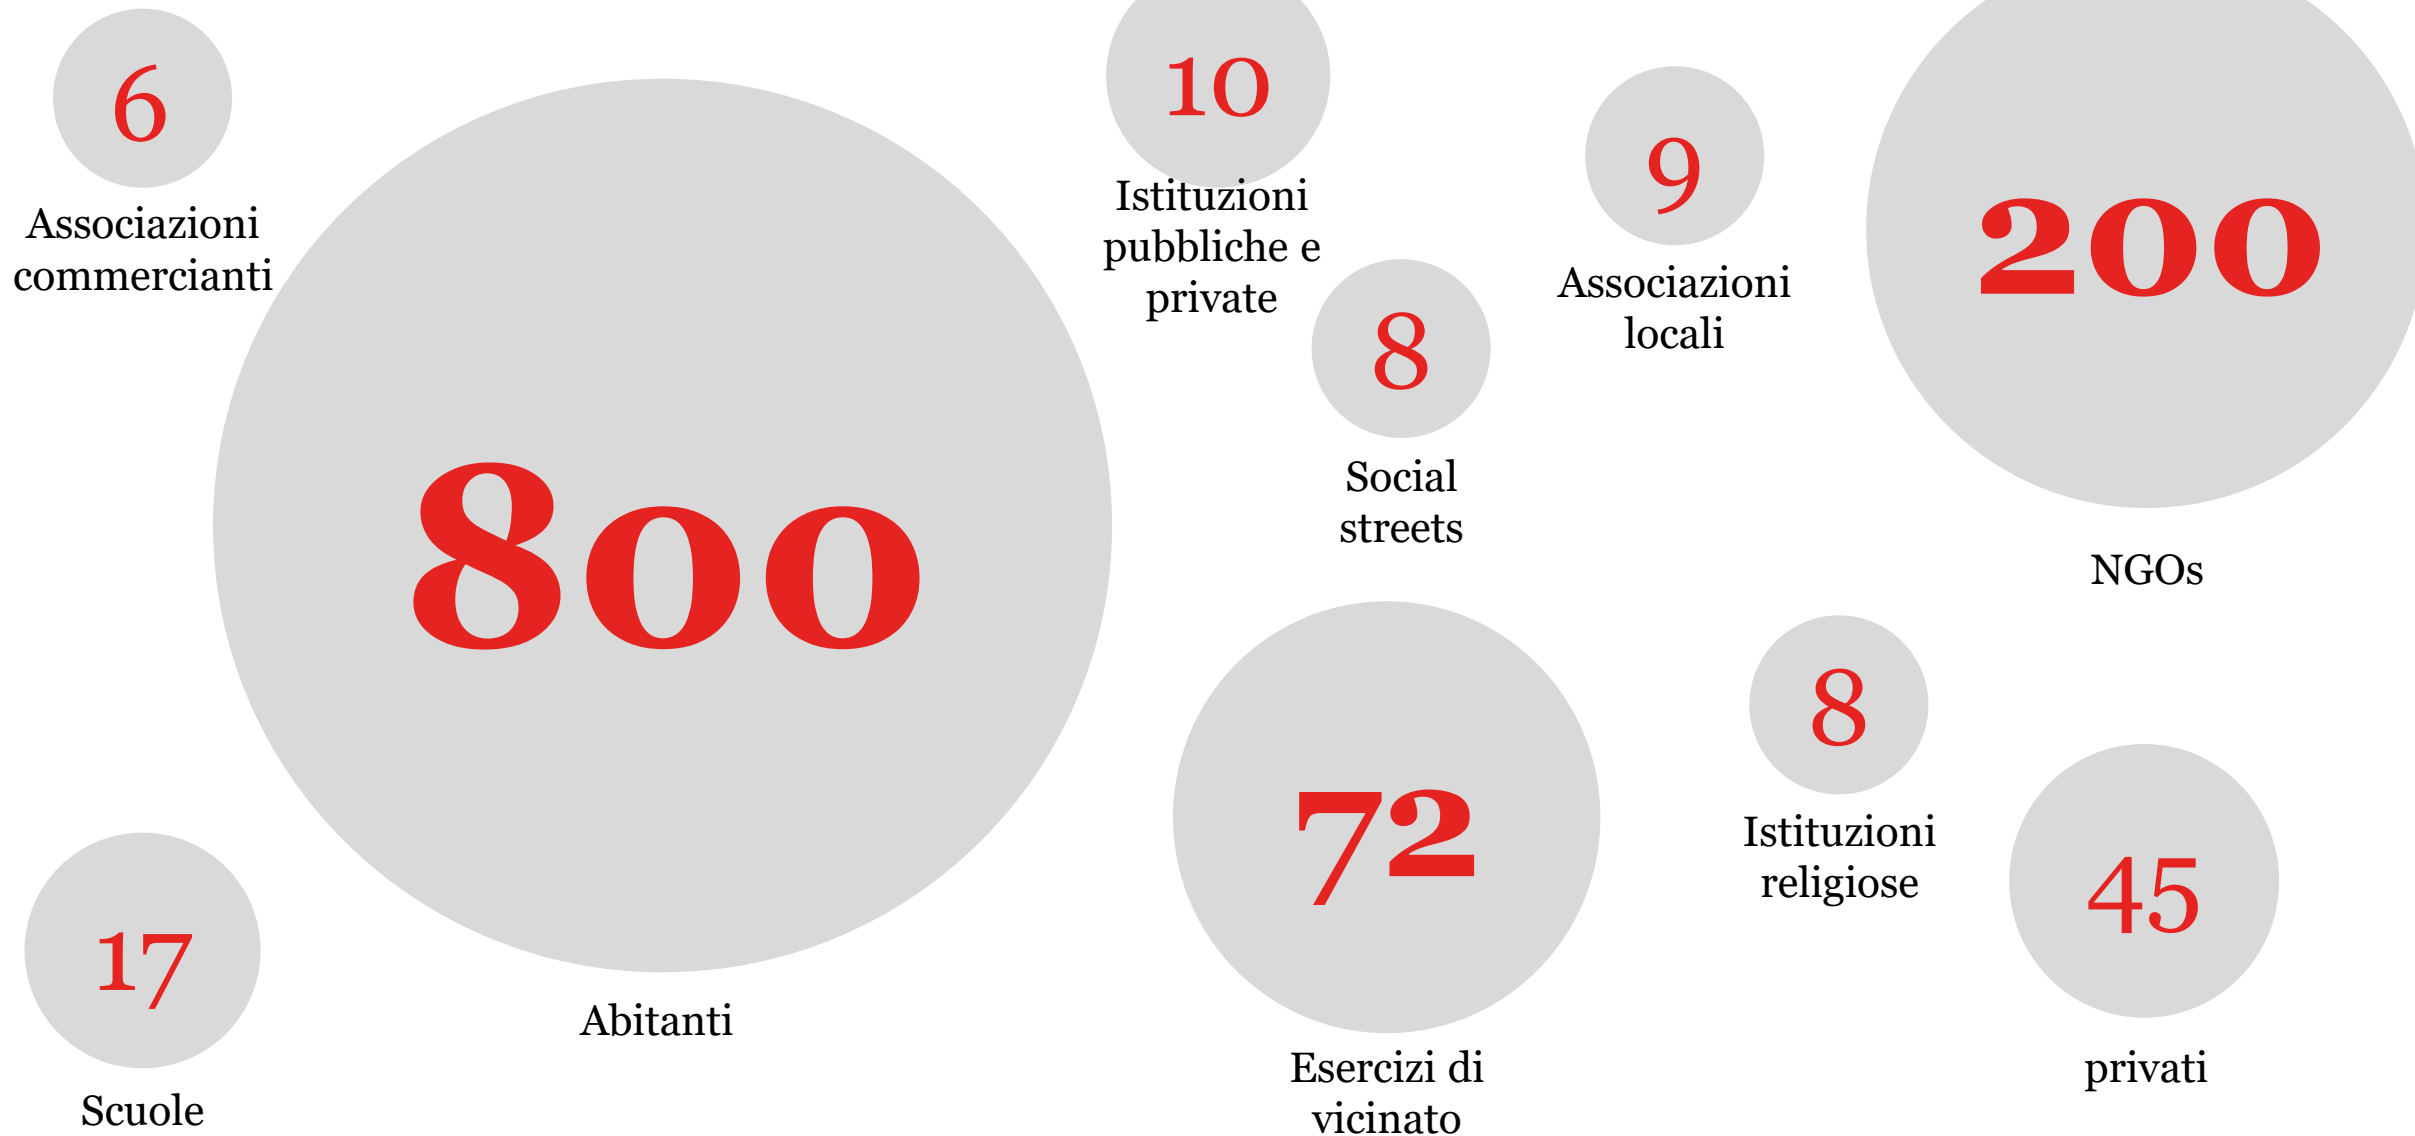 6
Associazioni
commercianti
800
Abitanti
17
Scuole
10
Istituzioni
pubbliche e
private
8
Social
streets
9
Associazioni
locali
200
NGOs
72
Esercizi di
vicinato
8
Istituzioni
religiose
45
privati